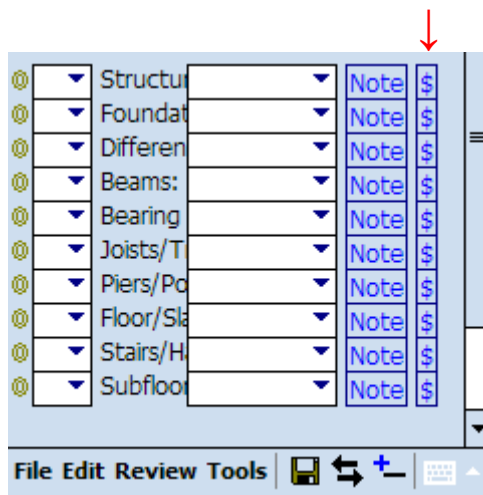 Structu Note $
Foundat Note $
Differen Note $
Beams: Note $
Bearing Note $
Joists/T Note $
Piers/Po Note $
Floor/Sla Note $
Stairs/H Note $
Subfloor Note $
File Edit Review Tools